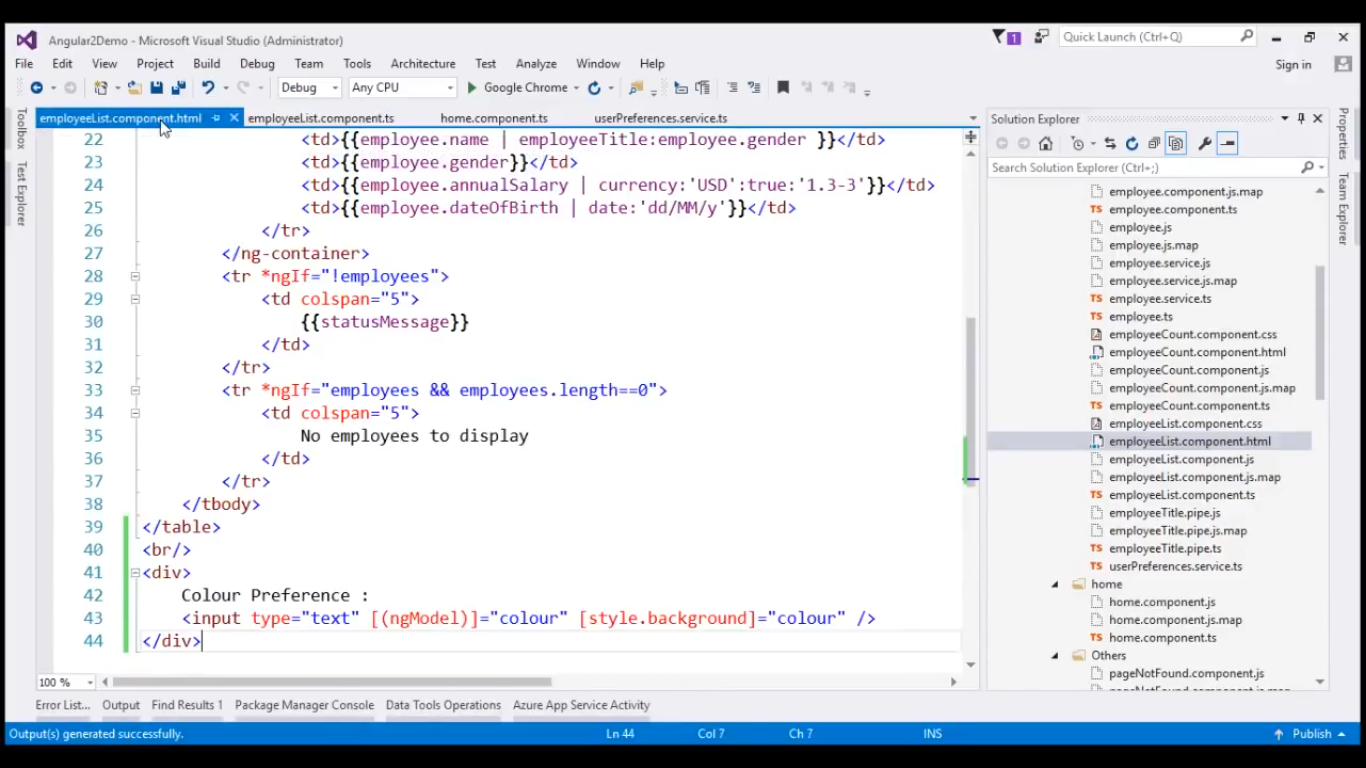 Angular2Demo - Microsoft Visual Studio (Administrator)
1
Quick Launch (Ctrl+Q)
File Edit View Project Build Debug Team Tools Architecture Test Analyze Window Help
Sign in
Debug Any CPU Google Chrome
Toolbox
Test Explorer
employeeList.component.html employeeList.component.ts home.component.ts userPreferences.service.ts
22 <td>{{employee.name | employeeTitle:employee.gender }}</td>
23 <td>{{employee.gender}}</td>
24 <td>{{employee.annualSalary | currency:'USD':true:'1.3-3'}}</td>
25 <td>{{employee.dateOfBirth | date:'dd/MM/y'}}</td>
26 </tr>
27 </ng-container>
28 <tr *ngIf="!employees">
29 <td colspan="5">
30 {{statusMessage}}
31 </td>
32 </tr>
33 <tr *ngIf="employees && employees.length==0">
34 <td colspan="5">
35 No employees to display
36 </td>
37 </tr>
38 </tbody>
39 </table>
40 <br/>
41 <div>
42 Colour Preference :
43 <input type="text" [(ngModel)]="colour" [style.background]="colour" />
44 </div>
100 %
Solution Explorer
Search Solution Explorer (Ctrl+;)
employee.component.js.map
TS employee.component.ts
employee.js
employee.js.map
employee.service.js
employee.service.js.map
TS employee.service.ts
TS employee.ts
employeeCount.component.css
employeeCount.component.html
employeeCount.component.js
employeeCount.component.js.map
TS employeeCount.component.ts
employeeList.component.css
employeeList.component.html
employeeList.component.js
employeeList.component.js.map
TS employeeList.component.ts
employeeTitle.pipe.js
employeeTitle.pipe.js.map
TS employeeTitle.pipe.ts
TS userPreferences.service.ts
home
home.component.js
home.component.js.map
TS home.component.ts
Others
pageNotFound.component.js
Properties
Team Explorer
Error List... Output Find Results 1 Package Manager Console Data Tools Operations Azure App Service Activity
Output(s) generated successfully. Ln 44 Col 7 Ch 7 INS Publish